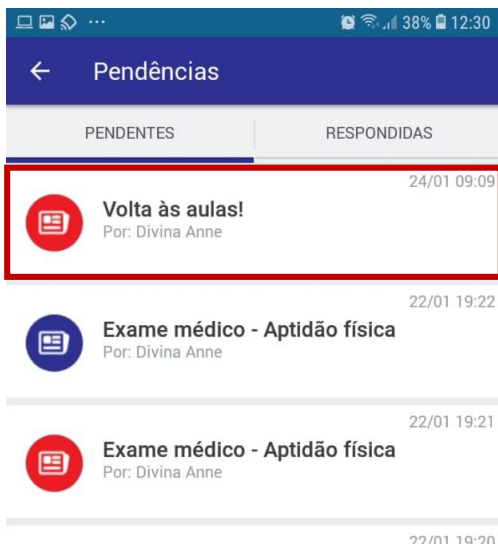 38% 12:30
Pendências
PENDENTES RESPONDIDAS
24/01 09:09
Volta às aulas!
Por: Divina Anne
22/01 19:22
Exame médico - Aptidão física
Por: Divina Anne
22/01 19:21
Exame médico - Aptidão física
Por: Divina Anne
22/01 19:20